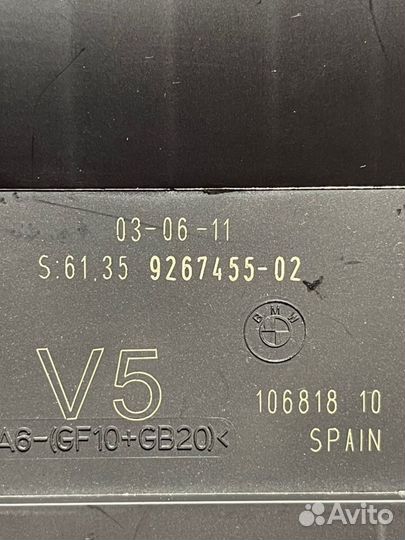 03-06-11
S:61.35 9267455-02
BMW
V5
106818 10
A6-(GF10+GB20)<
SPAIN
Avito